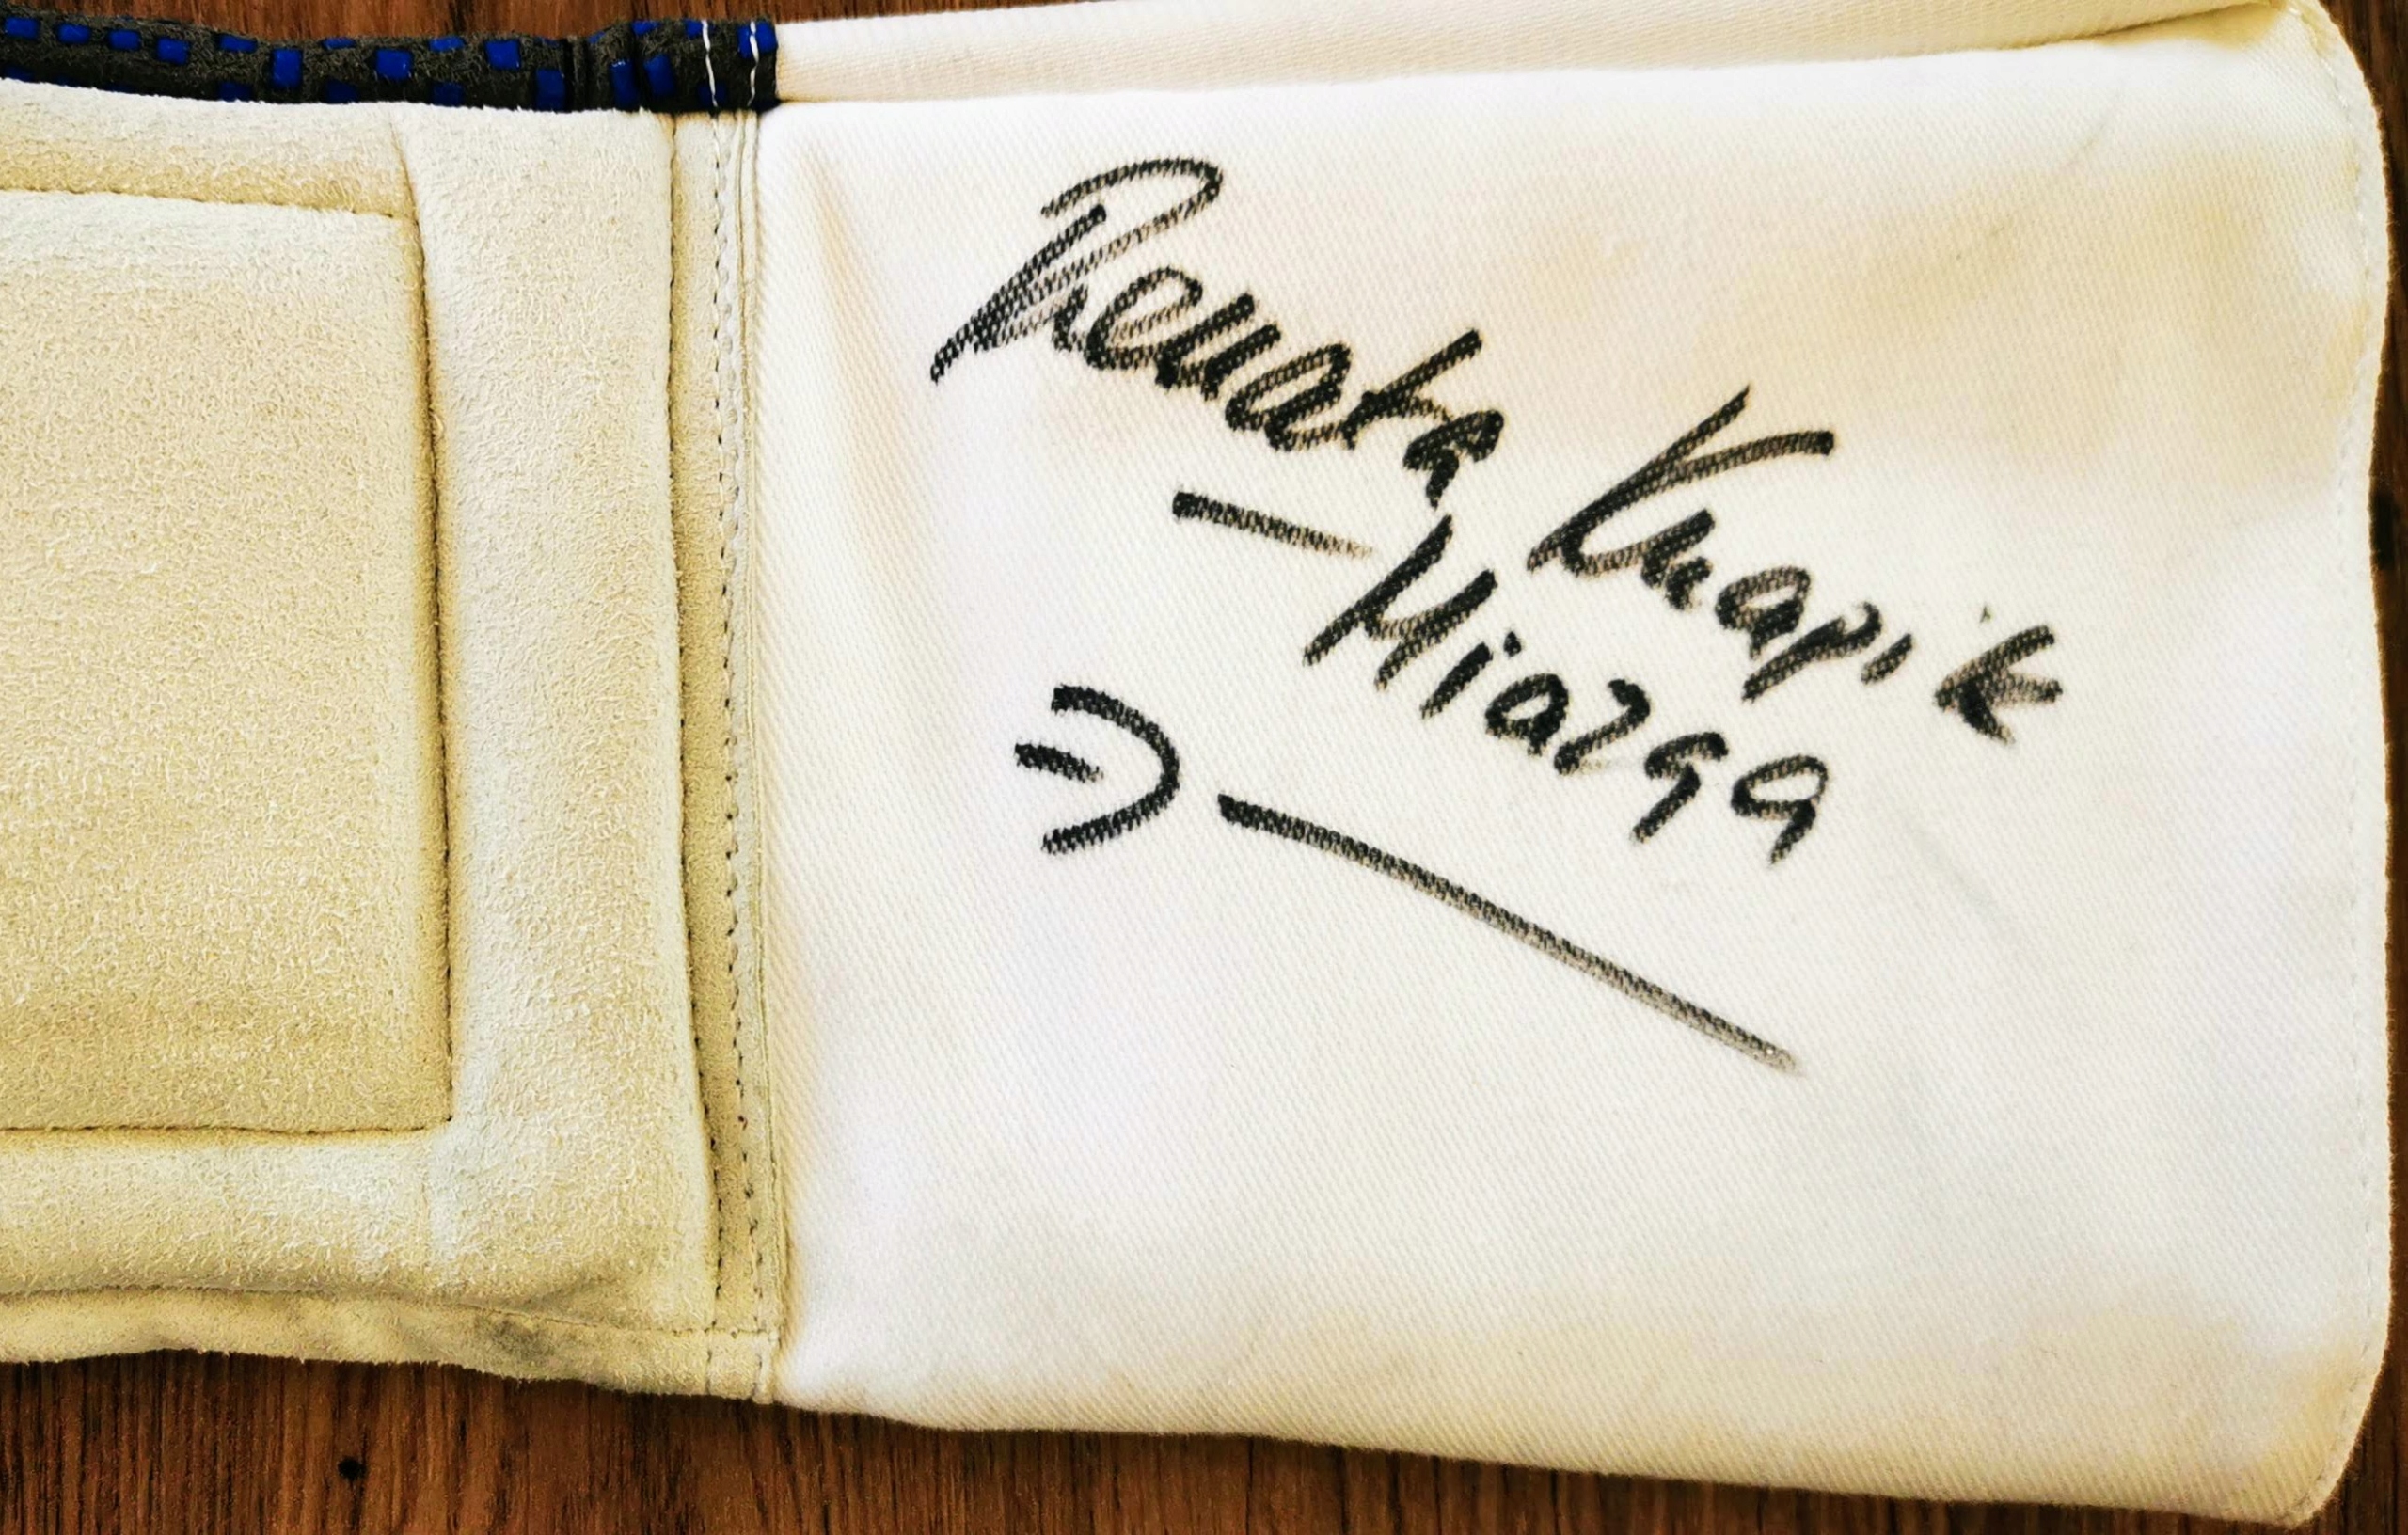 Renata Knapik
- Miazga